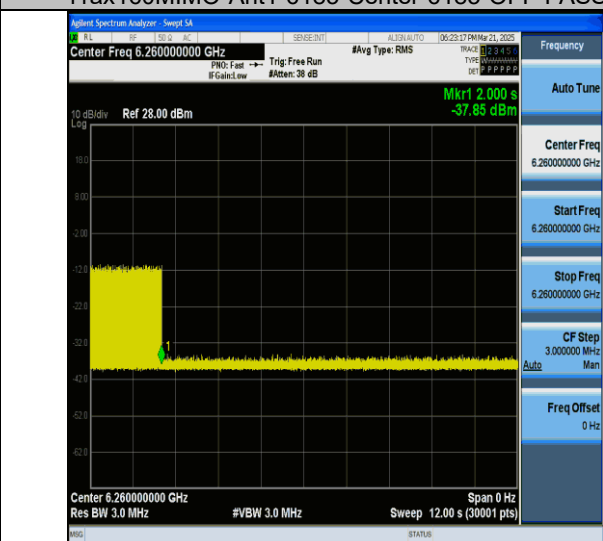 Agilent Spectrum Analyzer - Swept SA
RL RF 50 Ω AC SENSE:INT ALIGN AUTO 06:23:17 PM Mar 21, 2025
Center Freq 6.260000000 GHz
PNO: Fast
IFGain:Low
Trig: Free Run
#Atten: 38 dB
#Avg Type: RMS
TRACE 1 2 3 4 5 6
TYPE WWWWWW
DET P P P P P P
Frequency
Mkr1 2.000 s
-37.85 dBm
10 dB/div Ref 28.00 dBm
Log
18.0
8.00
-2.00
-12.0
-22.0
-32.0
-42.0
-52.0
-62.0
1
Center 6.260000000 GHz Span 0 Hz
Res BW 3.0 MHz #VBW 3.0 MHz Sweep 12.00 s (30001 pts)
MSG STATUS
Auto Tune
Center Freq
6.260000000 GHz
Start Freq
6.260000000 GHz
Stop Freq
6.260000000 GHz
CF Step
3.000000 MHz
Auto Man
Freq Offset
0 Hz